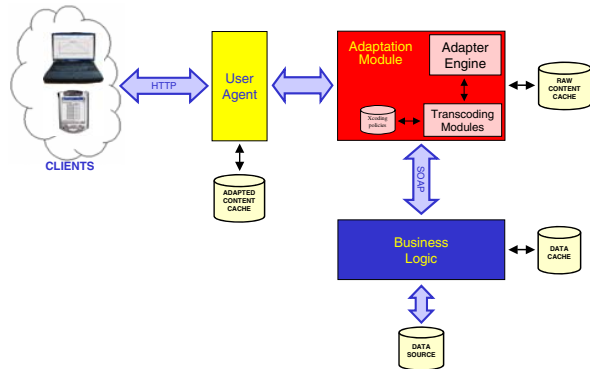 CLIENTS
HTTP
User
Agent
ADAPTED
CONTENT
CACHE
Adaptation
Module
Adapter
Engine
Xcoding
policies
Transcoding
Modules
RAW
CONTENT
CACHE
SOAP
Business
Logic
DATA
CACHE
DATA
SOURCE